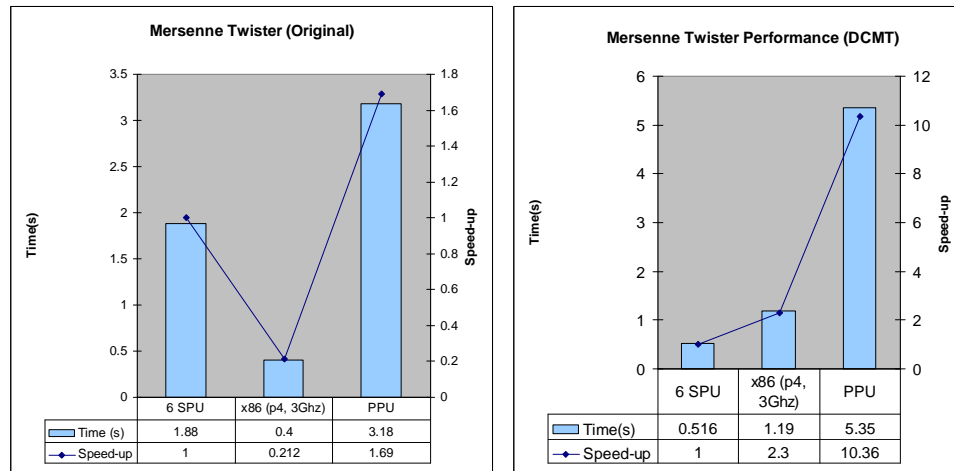 Mersenne Twister (Original)
3.5
3
2.5
2
1.5
1
0.5
0
Time(s)
1.8
1.6
1.4
1.2
1
0.8
0.6
0.4
0.2
0
Speed-up
6 SPU x86 (p4, 3Ghz) PPU
Time (s) 1.88 0.4 3.18
Speed-up 1 0.212 1.69
Mersenne Twister Performance (DCMT)
6
5
4
3
2
1
0
Time(s)
12
10
8
6
4
2
0
Speed-up
6 SPU x86 (p4, 3Ghz) PPU
Time(s) 0.516 1.19 5.35
Speed-up 1 2.3 10.36